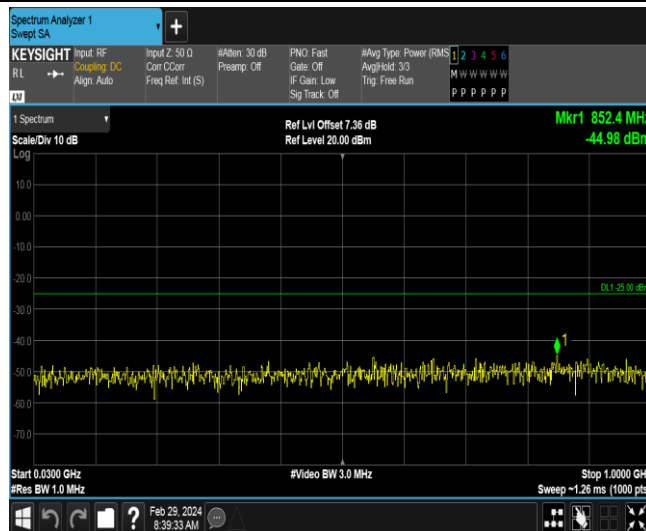 Spectrum Analyzer 1
Swept SA
+
KEYSIGHT
RL
Input: RF
Coupling: DC
Align: Auto
Input Z: 50 Ω
Corr CCorr
Freq Ref: Int (S)
#Atten: 30 dB
Preamp: Off
PNO: Fast
Gate: Off
IF Gain: Low
Sig Track: Off
#Avg Type: Power (RMS
Avg|Hold: 3/3
Trig: Free Run
1 2 3 4 5 6
M W W W W W
P P P P P P
1 Spectrum
Scale/Div 10 dB
Ref Lvl Offset 7.36 dB
Ref Level 20.00 dBm
Mkr1 852.4 MHz
-44.98 dBm
Log
10.0
0.00
-10.0
-20.0
-30.0
-40.0
-50.0
-60.0
-70.0
DL1 -25.00 dBm
1
Start 0.0300 GHz
#Res BW 1.0 MHz
#Video BW 3.0 MHz
Stop 1.0000 GHz
Sweep ~1.26 ms (1000 pts
?
Feb 29, 2024
8:39:33 AM